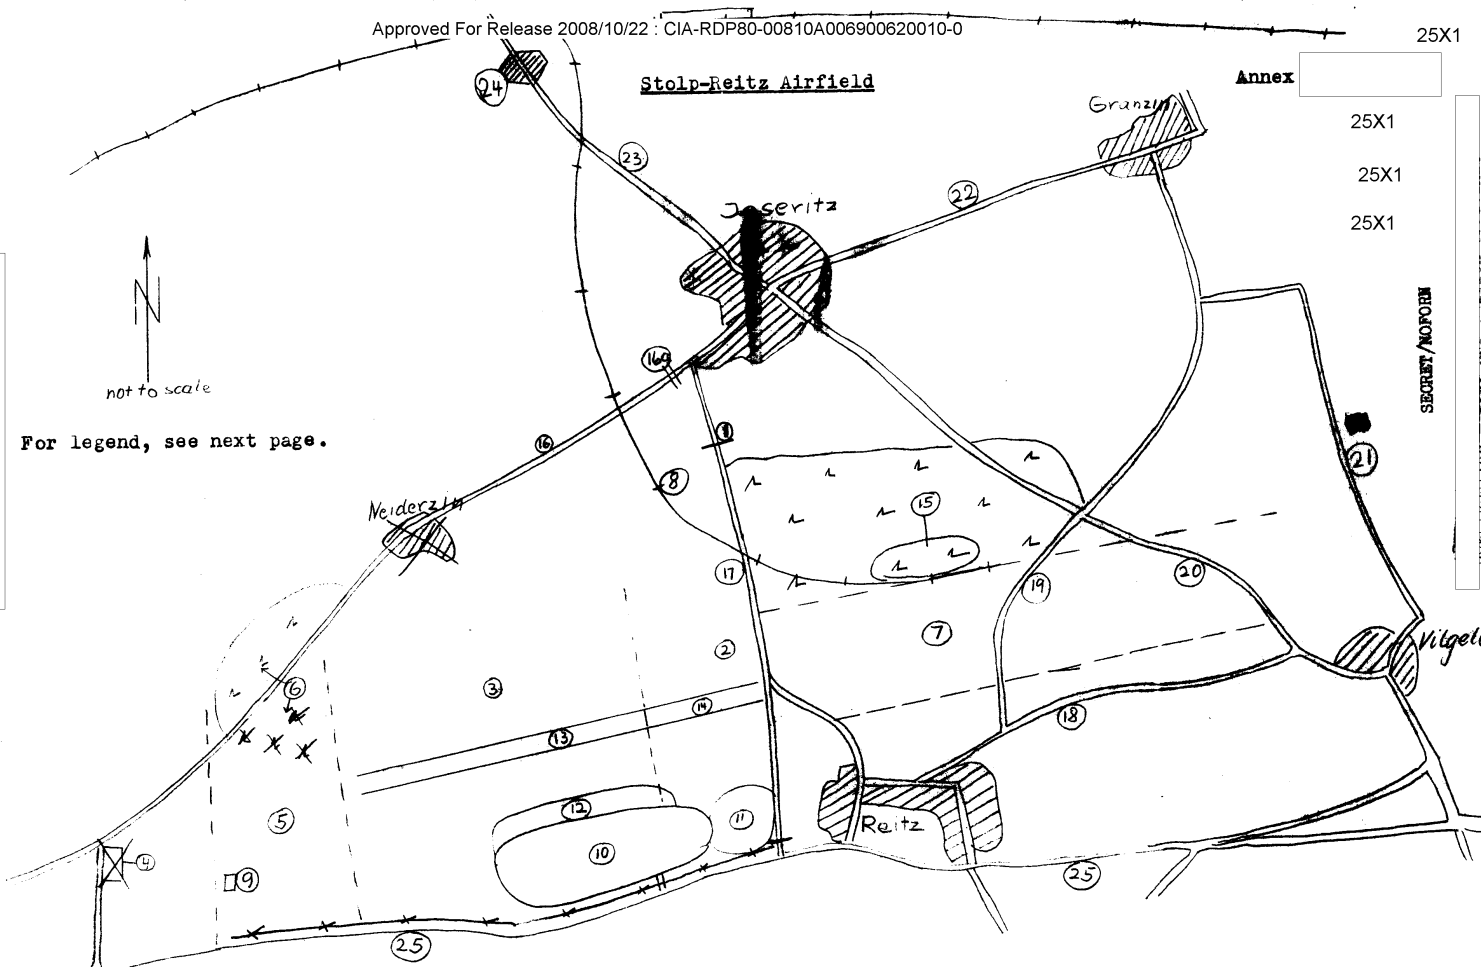 Approved For Release 2008/10/22 : CIA-RDP80-00810A006900620010-0
25X1
Stolp-Reitz Airfield
Annex
25X1
25X1
25X1
SECRET/NOFORN
24
Granzin
23
22
seritz
N
not to scale
For legend, see next page.
16a
16
1
8
21
Neiderzin
15
17
19
20
2
7
Vilgel
6
3
14
13
18
12
5
11
10
Reitz
4
9
25
25